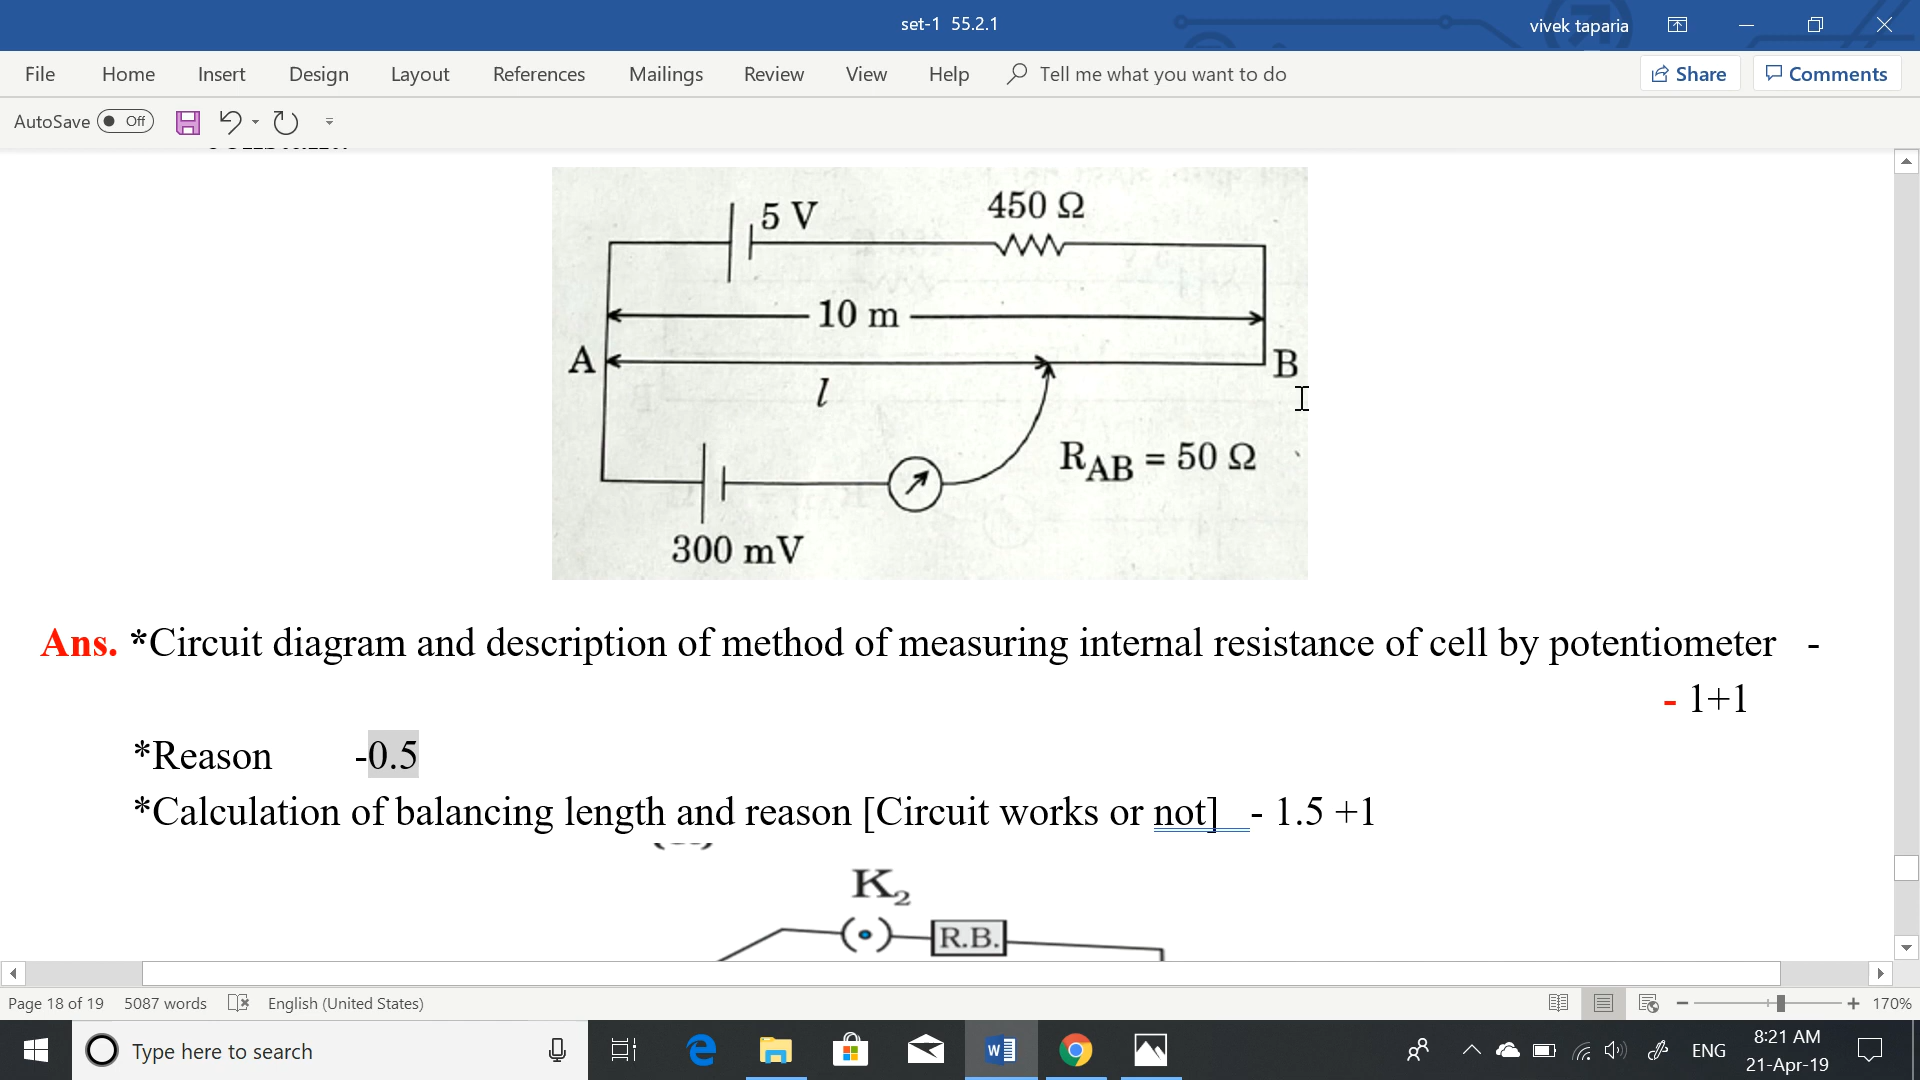 set-1 55.2.1
vivek taparia
File Home Insert Design Layout References Mailings Review View Help Tell me what you want to do Share Comments
AutoSave Off
5 V 450 Ω
10 m
A B
l
R_AB = 50 Ω
300 mV
Ans. *Circuit diagram and description of method of measuring internal resistance of cell by potentiometer -
- 1+1
*Reason -0.5
*Calculation of balancing length and reason [Circuit works or not] - 1.5 +1
K₂
R.B.
Page 18 of 19 5087 words English (United States) 170%
Type here to search
ENG
8:21 AM
21-Apr-19